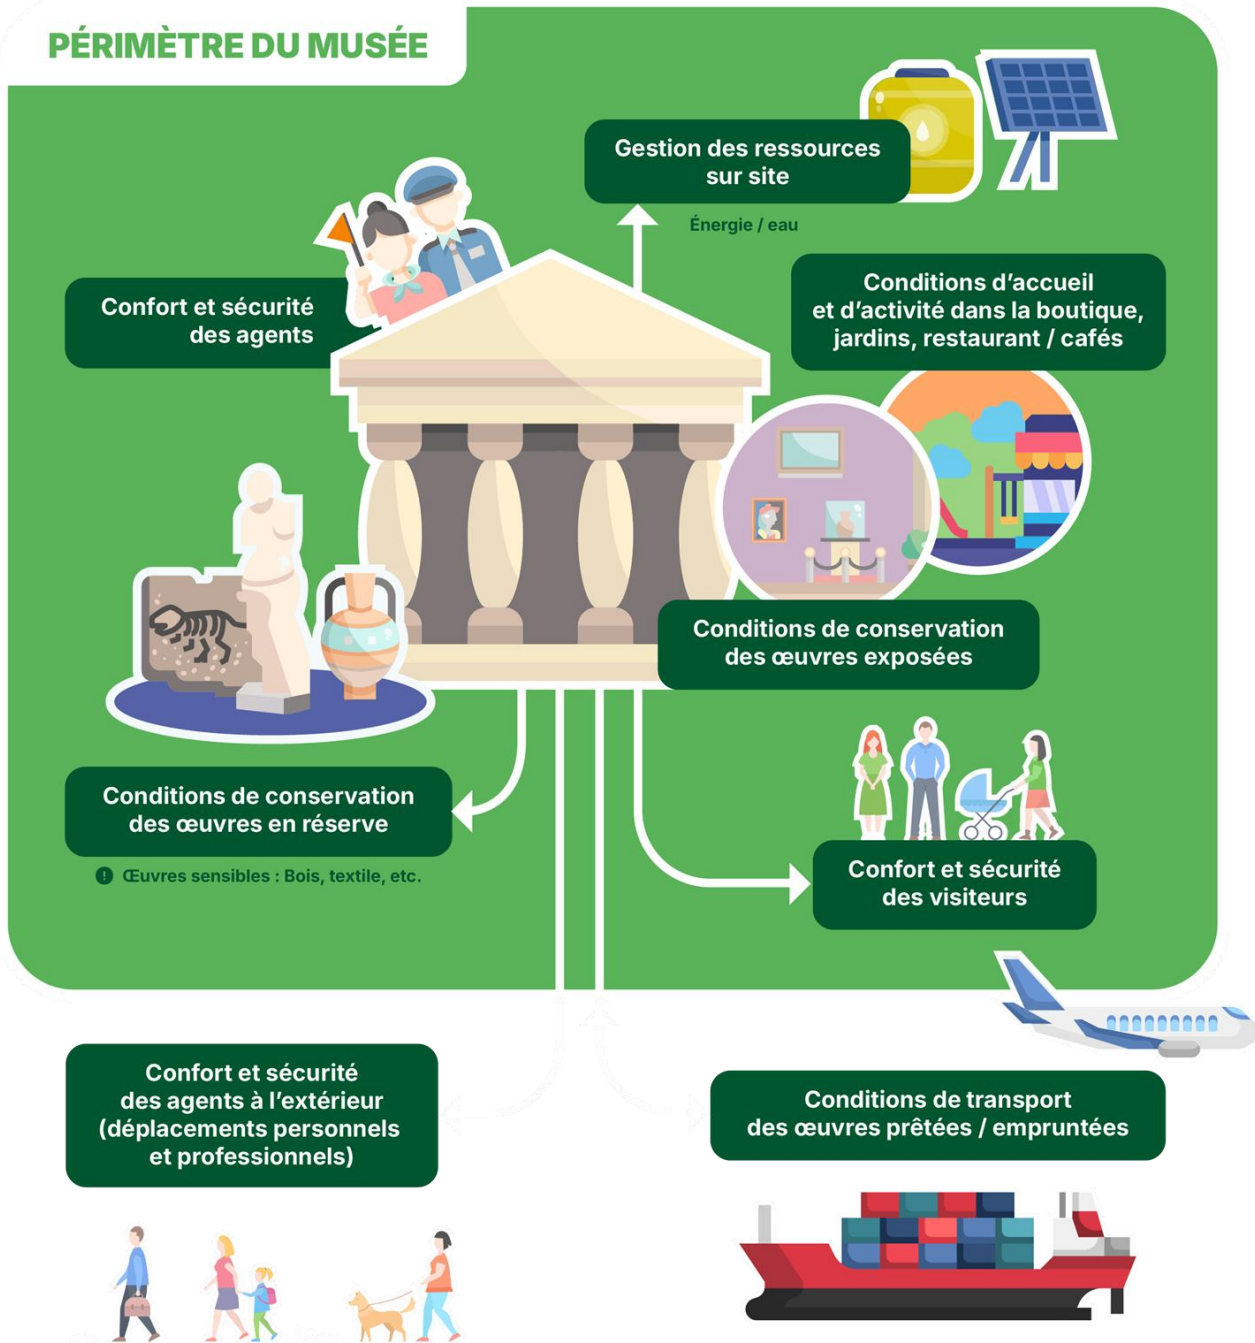 PÉRIMÈTRE DU MUSÉE
Gestion des ressources
sur site
Énergie / eau
Confort et sécurité
des agents
Conditions d’accueil
et d’activité dans la boutique,
jardins, restaurant / cafés
Conditions de conservation
des œuvres exposées
Conditions de conservation
des œuvres en réserve
! Œuvres sensibles : Bois, textile, etc.
Confort et sécurité
des visiteurs
Confort et sécurité
des agents à l’extérieur
(déplacements personnels
et professionnels)
Conditions de transport
des œuvres prêtées / empruntées